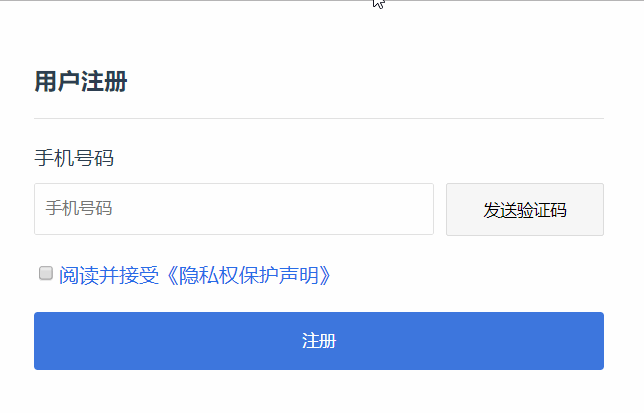 用户注册
手机号码
手机号码
发送验证码
阅读并接受《隐私权保护声明》
注册